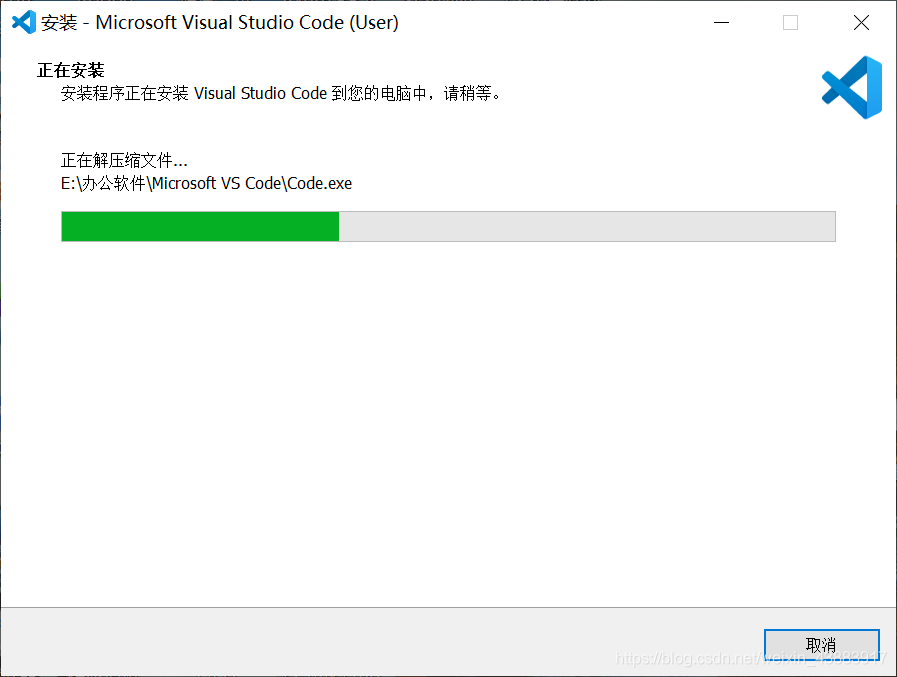 安装 - Microsoft Visual Studio Code (User)
正在安装
安装程序正在安装 Visual Studio Code 到您的电脑中，请稍等。
正在解压缩文件...
E:\办公软件\Microsoft VS Code\Code.exe
取消
https://blog.csdn.net/weixin_43883917